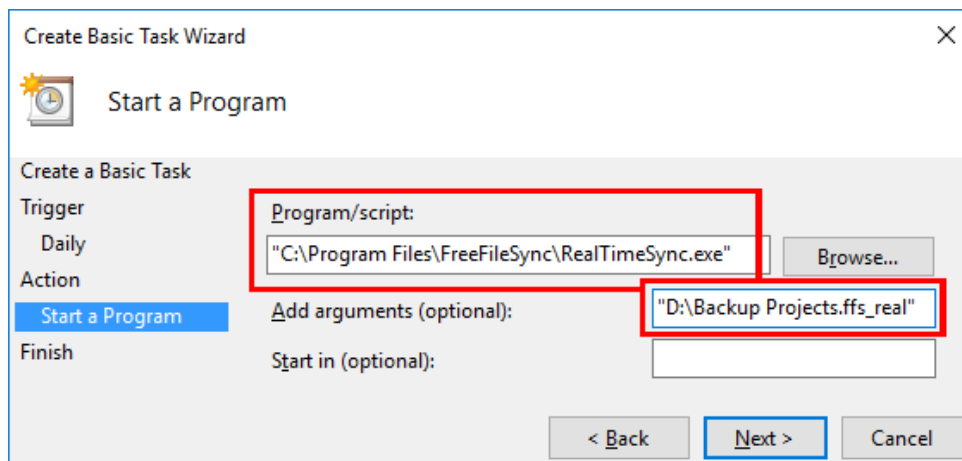 Create Basic Task Wizard
Start a Program
Create a Basic Task
Trigger
Daily
Action
Start a Program
Finish
Program/script:
"C:\Program Files\FreeFileSync\RealTimeSync.exe"
Browse...
Add arguments (optional):
"D:\Backup Projects.ffs_real"
Start in (optional):
< Back
Next >
Cancel